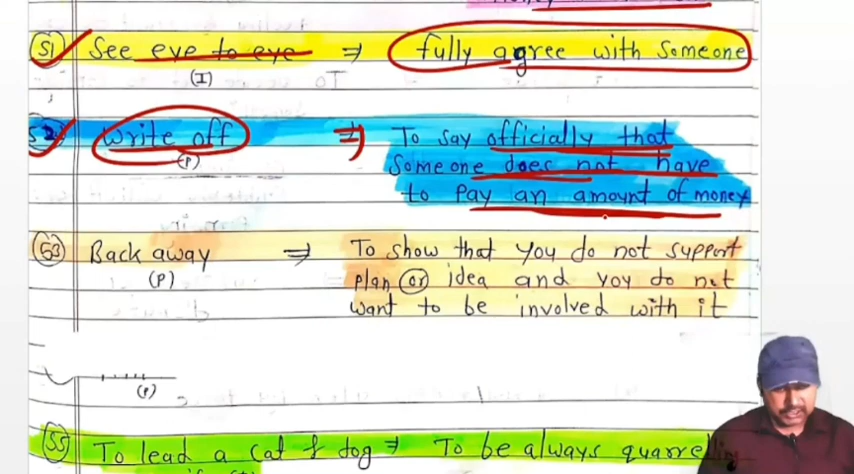 51 See eye to eye ⇒ fully agree with someone
(I)
52 Write off ⇒ To say officially that
(P) Someone does not have
to pay an amount of money
53 Back away ⇒ To show that you do not support
(P) plan or idea and yoy do not
want to be involved with it
(P)
55 To lead a cat & dog ⇒ To be always